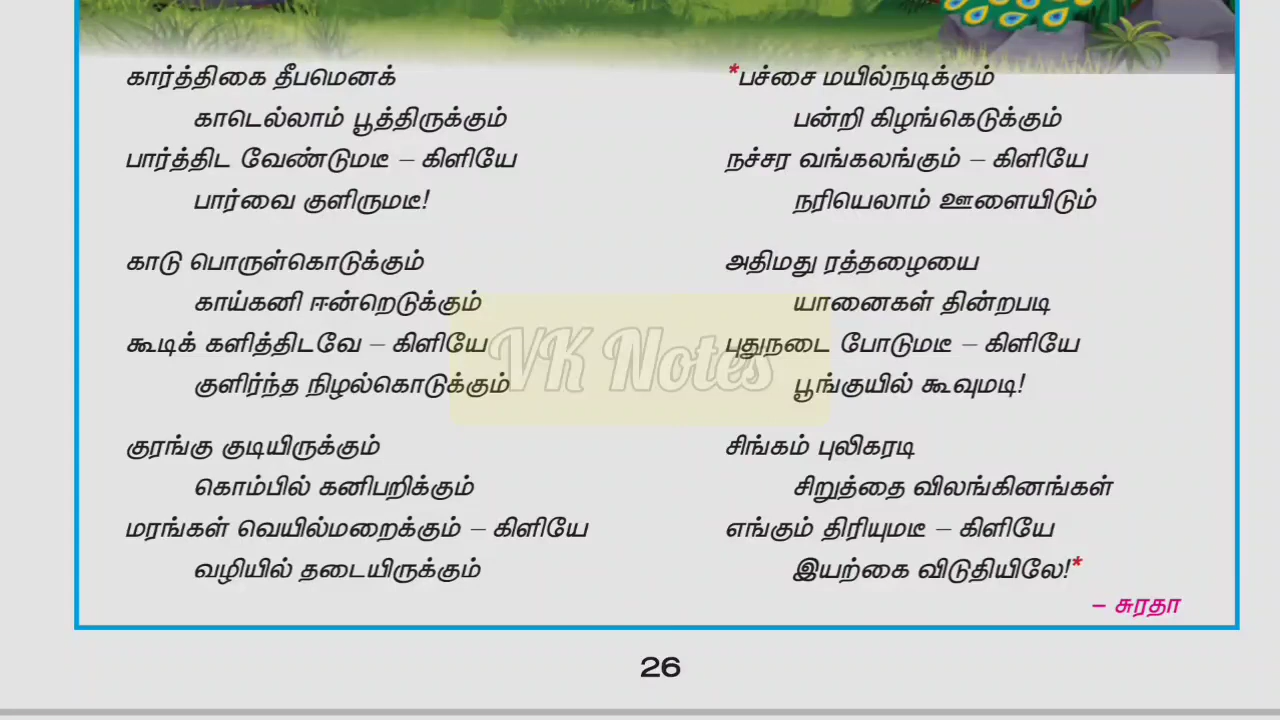 கார்த்திகை தீபமெனக்
காடெல்லாம் பூத்திருக்கும்
பார்த்திட வேண்டுமடீ – கிளியே
பார்வை குளிருமடீ!
காடு பொருள்கொடுக்கும்
காய்கனி ஈன்றெடுக்கும்
கூடிக் களித்திடவே – கிளியே
குளிர்ந்த நிழல்கொடுக்கும்
குரங்கு குடியிருக்கும்
கொம்பில் கனிபறிக்கும்
மரங்கள் வெயில்மறைக்கும் – கிளியே
வழியில் தடையிருக்கும்
*பச்சை மயில்நடிக்கும்
பன்றி கிழங்கெடுக்கும்
நச்சர வங்கலங்கும் – கிளியே
நரியெலாம் ஊளையிடும்
அதிமது ரத்தழையை
யானைகள் தின்றபடி
புதுநடை போடுமடீ – கிளியே
பூங்குயில் கூவுமடி!
சிங்கம் புலிகரடி
சிறுத்தை விலங்கினங்கள்
எங்கும் திரியுமடீ – கிளியே
இயற்கை விடுதியிலே!*
– சுரதா
VK Notes
26